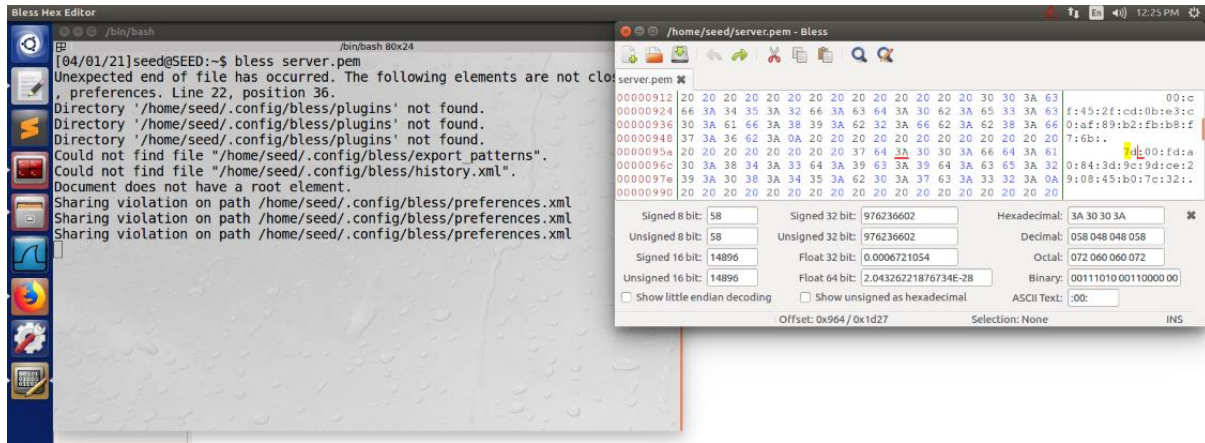 Bless Hex Editor
En 12:25 PM
/bin/bash
/bin/bash 80x24
[04/01/21]seed@SEED:~$ bless server.pem
Unexpected end of file has occurred. The following elements are not clo
, preferences. Line 22, position 36.
Directory '/home/seed/.config/bless/plugins' not found.
Directory '/home/seed/.config/bless/plugins' not found.
Directory '/home/seed/.config/bless/plugins' not found.
Could not find file "/home/seed/.config/bless/export_patterns".
Could not find file "/home/seed/.config/bless/history.xml".
Document does not have a root element.
Sharing violation on path /home/seed/.config/bless/preferences.xml
Sharing violation on path /home/seed/.config/bless/preferences.xml
Sharing violation on path /home/seed/.config/bless/preferences.xml
/home/seed/server.pem - Bless
server.pem
00000912 20 20 20 20 20 20 20 20 20 20 20 20 20 20 30 30 3A 63 00:c
00000924 66 3A 34 35 3A 32 66 3A 63 64 3A 30 62 3A 65 33 3A 63 f:45:2f:cd:0b:e3:c
00000936 30 3A 61 66 3A 38 39 3A 62 32 3A 66 62 3A 62 38 3A 66 0:af:89:b2:fb:b8:f
00000948 37 3A 36 62 3A 0A 20 20 20 20 20 20 20 20 20 20 20 20 7:6b:.
0000095a 20 20 20 20 20 20 20 20 37 64 3A 30 30 3A 66 64 3A 61 7d:00:fd:a
0000096c 30 3A 38 34 3A 33 64 3A 39 63 3A 39 64 3A 63 65 3A 32 0:84:3d:9c:9d:ce:2
0000097e 39 3A 30 38 3A 34 35 3A 62 30 3A 37 63 3A 33 32 3A 0A 9:08:45:b0:7c:32:.
00000990 20 20 20 20 20 20 20 20 20 20 20 20 20 20 20 20 20 20
Signed 8 bit: 58 Signed 32 bit: 976236602 Hexadecimal: 3A 30 30 3A
Unsigned 8 bit: 58 Unsigned 32 bit: 976236602 Decimal: 058 048 048 058
Signed 16 bit: 14896 Float 32 bit: 0.0006721054 Octal: 072 060 060 072
Unsigned 16 bit: 14896 Float 64 bit: 2.04326221876734E-28 Binary: 00111010 00110000 00
Show little endian decoding Show unsigned as hexadecimal ASCII Text: :00:
Offset: 0x964 / 0x1d27 Selection: None INS